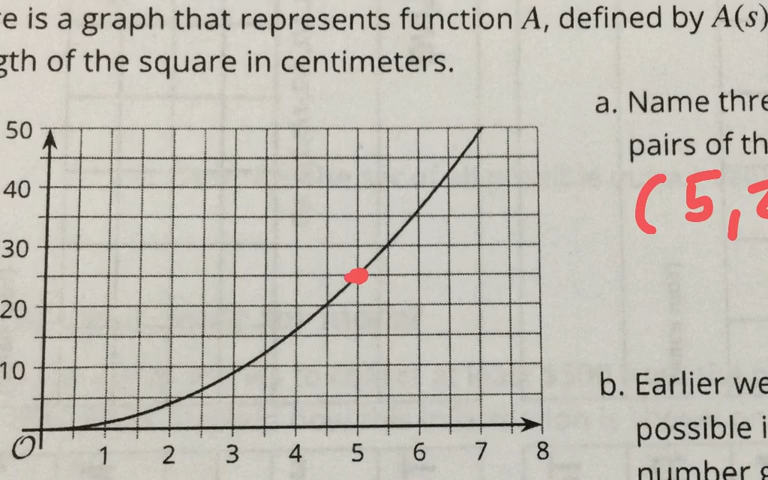 e is a graph that represents function A, defined by A(s)
gth of the square in centimeters.
a. Name thre
pairs of th
(5,2
50
40
30
20
10
O 1 2 3 4 5 6 7 8
b. Earlier we
possible i
number g